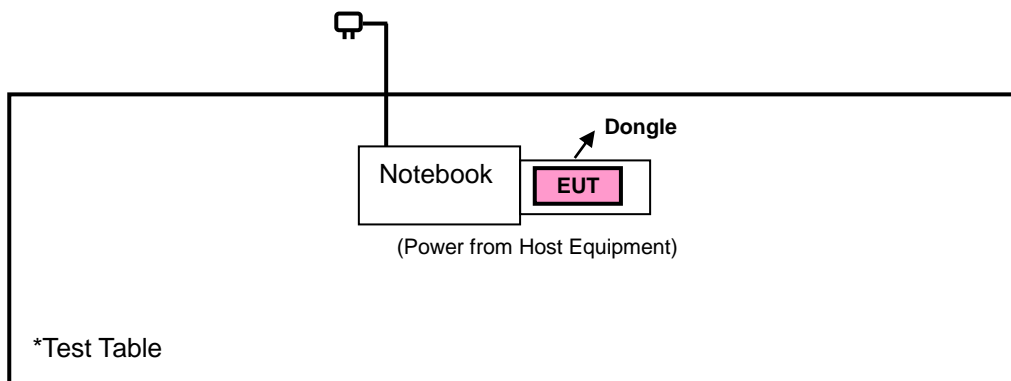 Dongle
Notebook
EUT
(Power from Host Equipment)
*Test Table